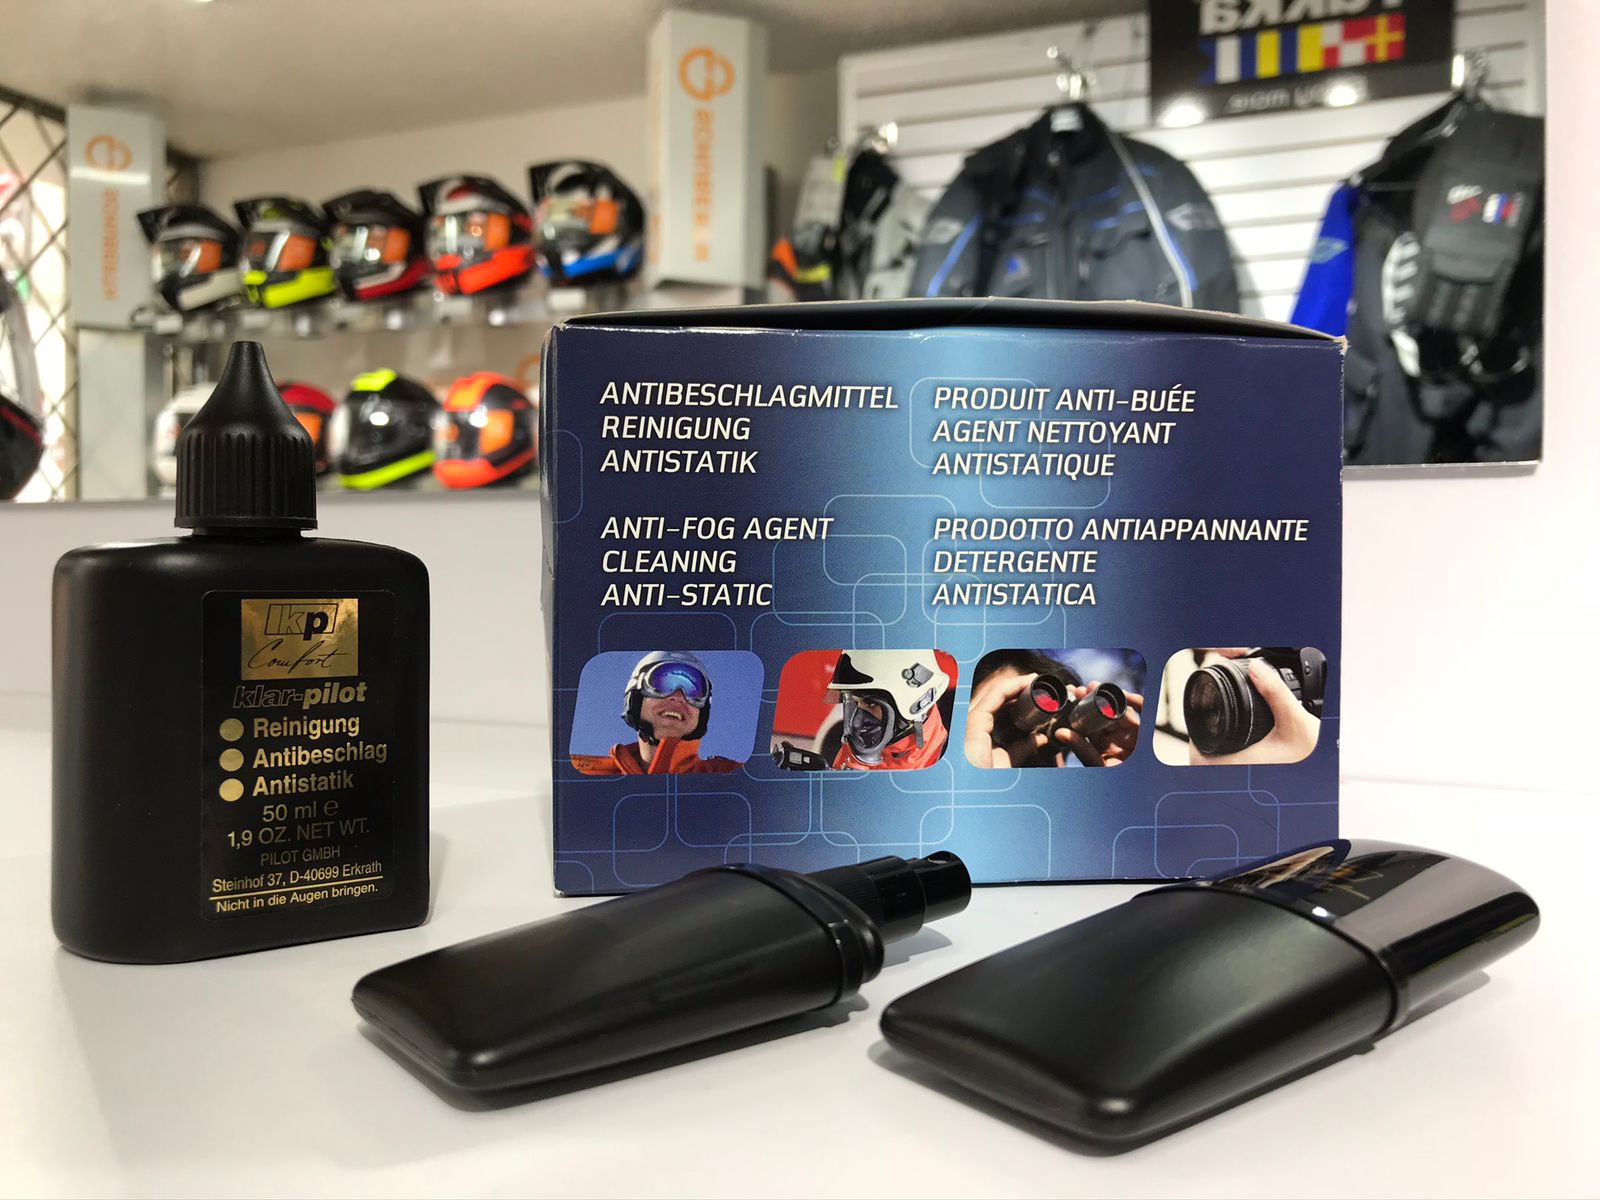 ANTIBESCHLAGMITTEL
REINIGUNG
ANTISTATIK
PRODUIT ANTI-BUÉE
AGENT NETTOYANT
ANTISTATIQUE
ANTI-FOG AGENT
CLEANING
ANTI-STATIC
PRODOTTO ANTIAPPANNANTE
DETERGENTE
ANTISTATICA
lkp
Comfort
klar-pilot
Reinigung
Antibeschlag
Antistatik
50 ml ℮
1,9 OZ. NET WT.
PILOT GMBH
Steinhof 37, D-40699 Erkrath
Nicht in die Augen bringen.